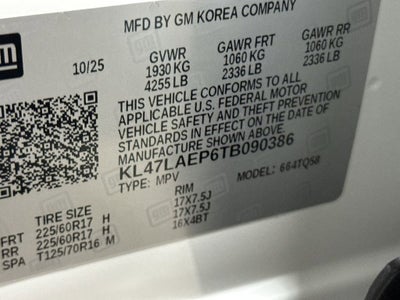 MFD BY GM KOREA COMPANY
gm
10/25
GVWR GAWR FRT GAWR RR
1930 KG 1060 KG 1060 KG
4255 LB 2336 LB 2336 LB
THIS VEHICLE CONFORMS TO ALL
APPLICABLE U.S. FEDERAL MOTOR
VEHICLE SAFETY AND THEFT PREVENTION
STANDARDS IN EFFECT ON THE DATE OF
MANUFACTURE SHOWN ABOVE
KL47LAEP6TB090386
TYPE: MPV MODEL: 664TQ58
TIRE SIZE RIM
FRT 225/60R17 H 17X7.5J
RR 225/60R17 H 17X7.5J
SPA T125/70R16 M 16X4BT